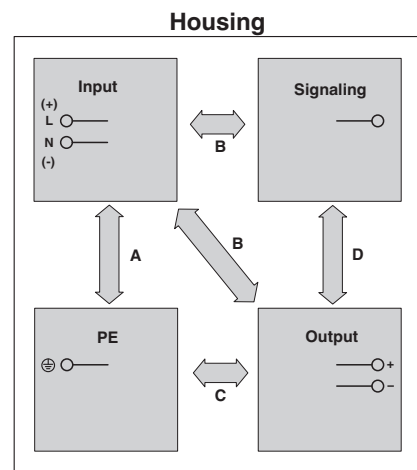 Housing
Input
(+)
L
N
(-)
B
Signaling
A
B
D
PE
C
Output
+
–